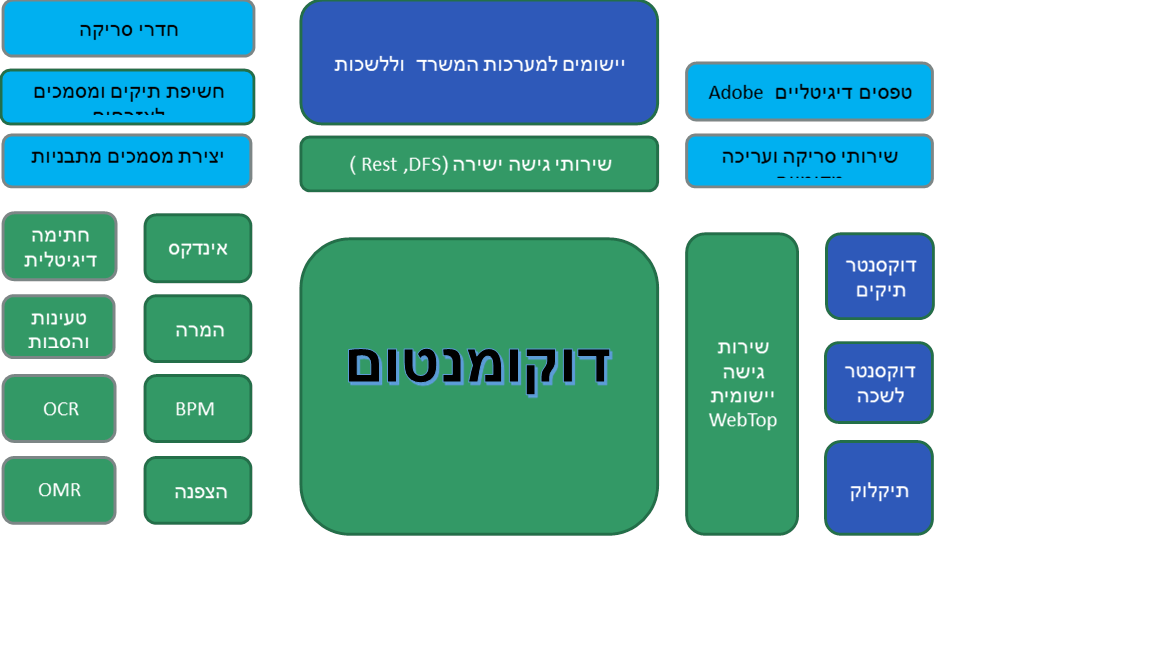 חדרי סריקה
חשיפת תיקים ומסמכים
יצירת מסמכים מתבניות
יישומים למערכות המשרד וללשכות
שירותי גישה ישירה (Rest ,DFS )
טפסים דיגיטליים Adobe
שירותי סריקה ועריכה
חתימה
דיגיטלית
אינדקס
טעינות
והסבות
המרה
OCR
BPM
OMR
הצפנה
דוקומנטום
שירות
גישה
יישומית
WebTop
דוקסנטר
תיקים
דוקסנטר
לשכה
תיקלוק